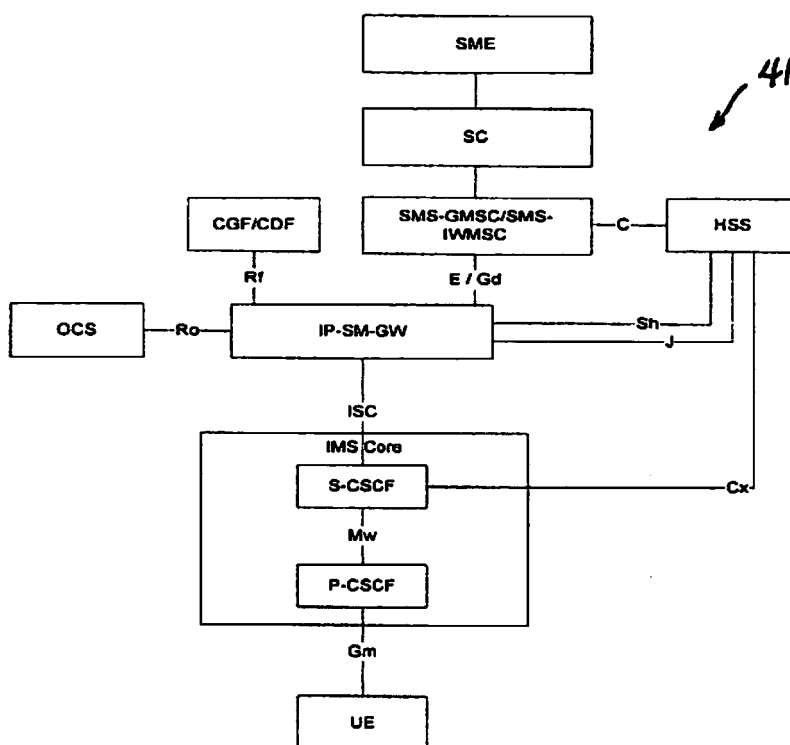 SME
41
SC
CGF/CDF
SMS-GMSC/SMS-
IWMSC
C
HSS
Rf
E / Gd
OCS
Ro
IP-SM-GW
Sh
J
ISC
IMS Core
S-CSCF
Cx
Mw
P-CSCF
Gm
UE